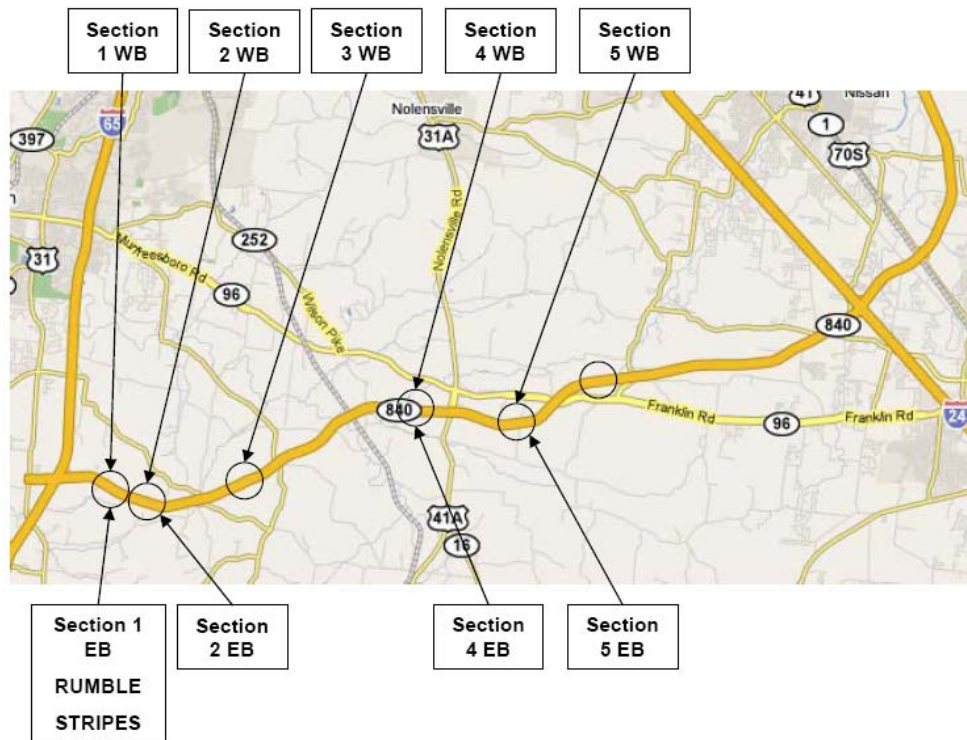 Section
1 WB
Section
2 WB
Section
3 WB
Section
4 WB
Section
5 WB
65
397
Nolensville
31A
41
Nissan
1
70S
252
31
Murfreesboro Rd
96
Wilson Pike
Nolensville Rd
840
840
Franklin Rd
96
Franklin Rd
24
41A
16
Section 1
EB
RUMBLE
STRIPES
Section
2 EB
Section
4 EB
Section
5 EB